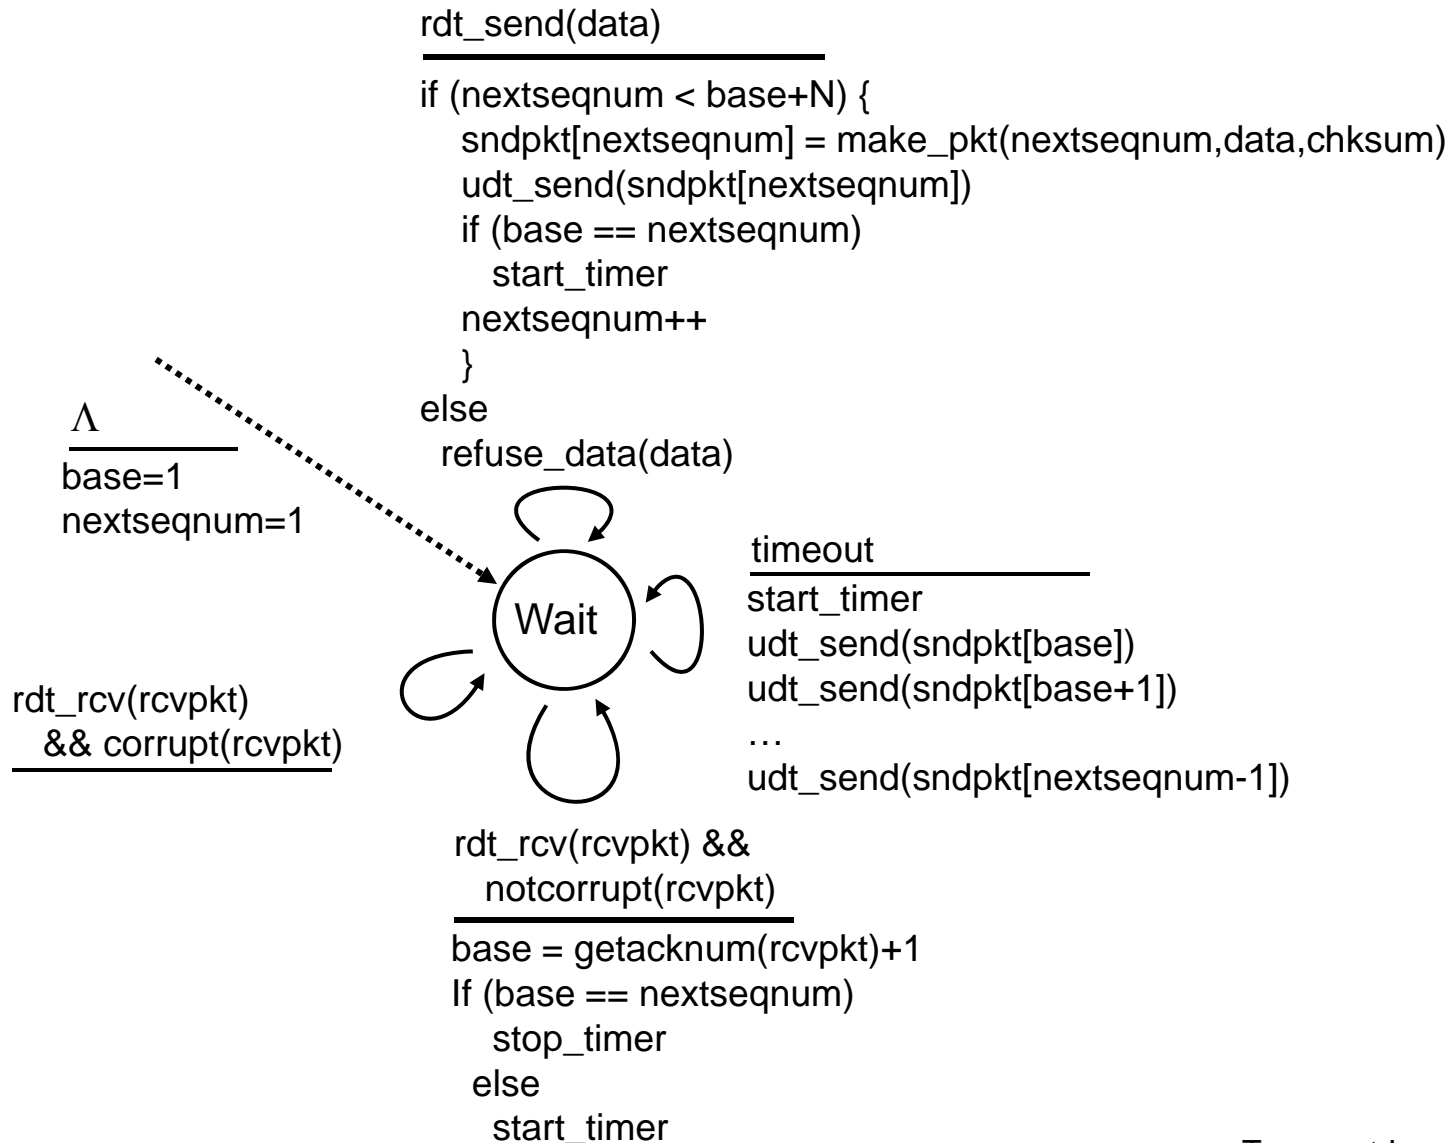 rdt_send(data)
if (nextseqnum < base+N) {
sndpkt[nextseqnum] = make_pkt(nextseqnum,data,chksum)
udt_send(sndpkt[nextseqnum])
if (base == nextseqnum)
start_timer
nextseqnum++
}
else
refuse_data(data)
Λ
base=1
nextseqnum=1
Wait
timeout
start_timer
udt_send(sndpkt[base])
udt_send(sndpkt[base+1])
…
udt_send(sndpkt[nextseqnum-1])
rdt_rcv(rcvpkt)
&& corrupt(rcvpkt)
rdt_rcv(rcvpkt) &&
notcorrupt(rcvpkt)
base = getacknum(rcvpkt)+1
If (base == nextseqnum)
stop_timer
else
start_timer